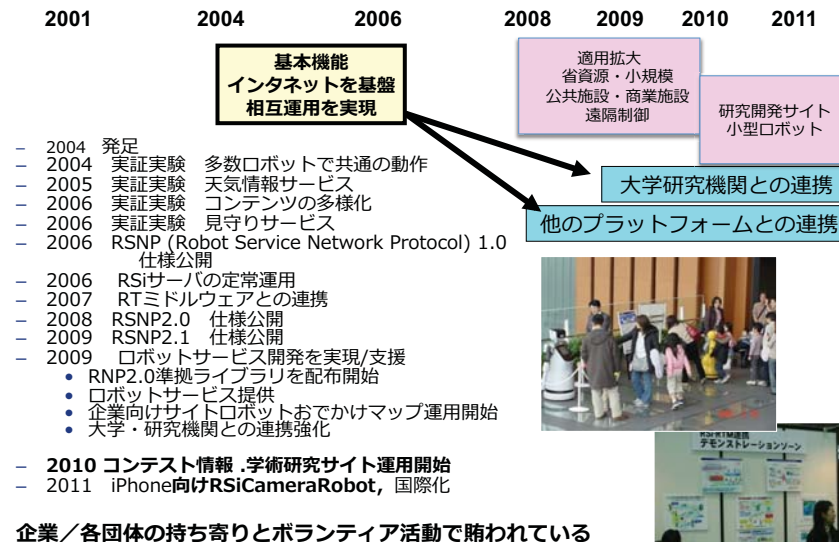 2001 2004 2006 2008 2009 2010 2011
基本機能
インタネットを基盤
相互運用を実現
適用拡大
省資源・小規模
公共施設・商業施設
遠隔制御
研究開発サイト
小型ロボット
大学研究機関との連携
他のプラットフォームとの連携
– 2004 発足
– 2004 実証実験 多数ロボットで共通の動作
– 2005 実証実験 天気情報サービス
– 2006 実証実験 コンテンツの多様化
– 2006 実証実験 見守りサービス
– 2006 RSNP (Robot Service Network Protocol) 1.0
仕様公開
– 2006 RSiサーバの定常運用
– 2007 RTミドルウェアとの連携
– 2008 RSNP2.0 仕様公開
– 2009 RSNP2.1 仕様公開
– 2009 ロボットサービス開発を実現/支援
• RNP2.0準拠ライブラリを配布開始
• ロボットサービス提供
• 企業向けサイトロボットおでかけマップ運用開始
• 大学・研究機関との連携強化
– 2010 コンテスト情報 .学術研究サイト運用開始
– 2011 iPhone向けRSiCameraRobot, 国際化
企業／各団体の持ち寄りとボランティア活動で賄われている
RSi-RTM連携
デモンストレーションゾーン